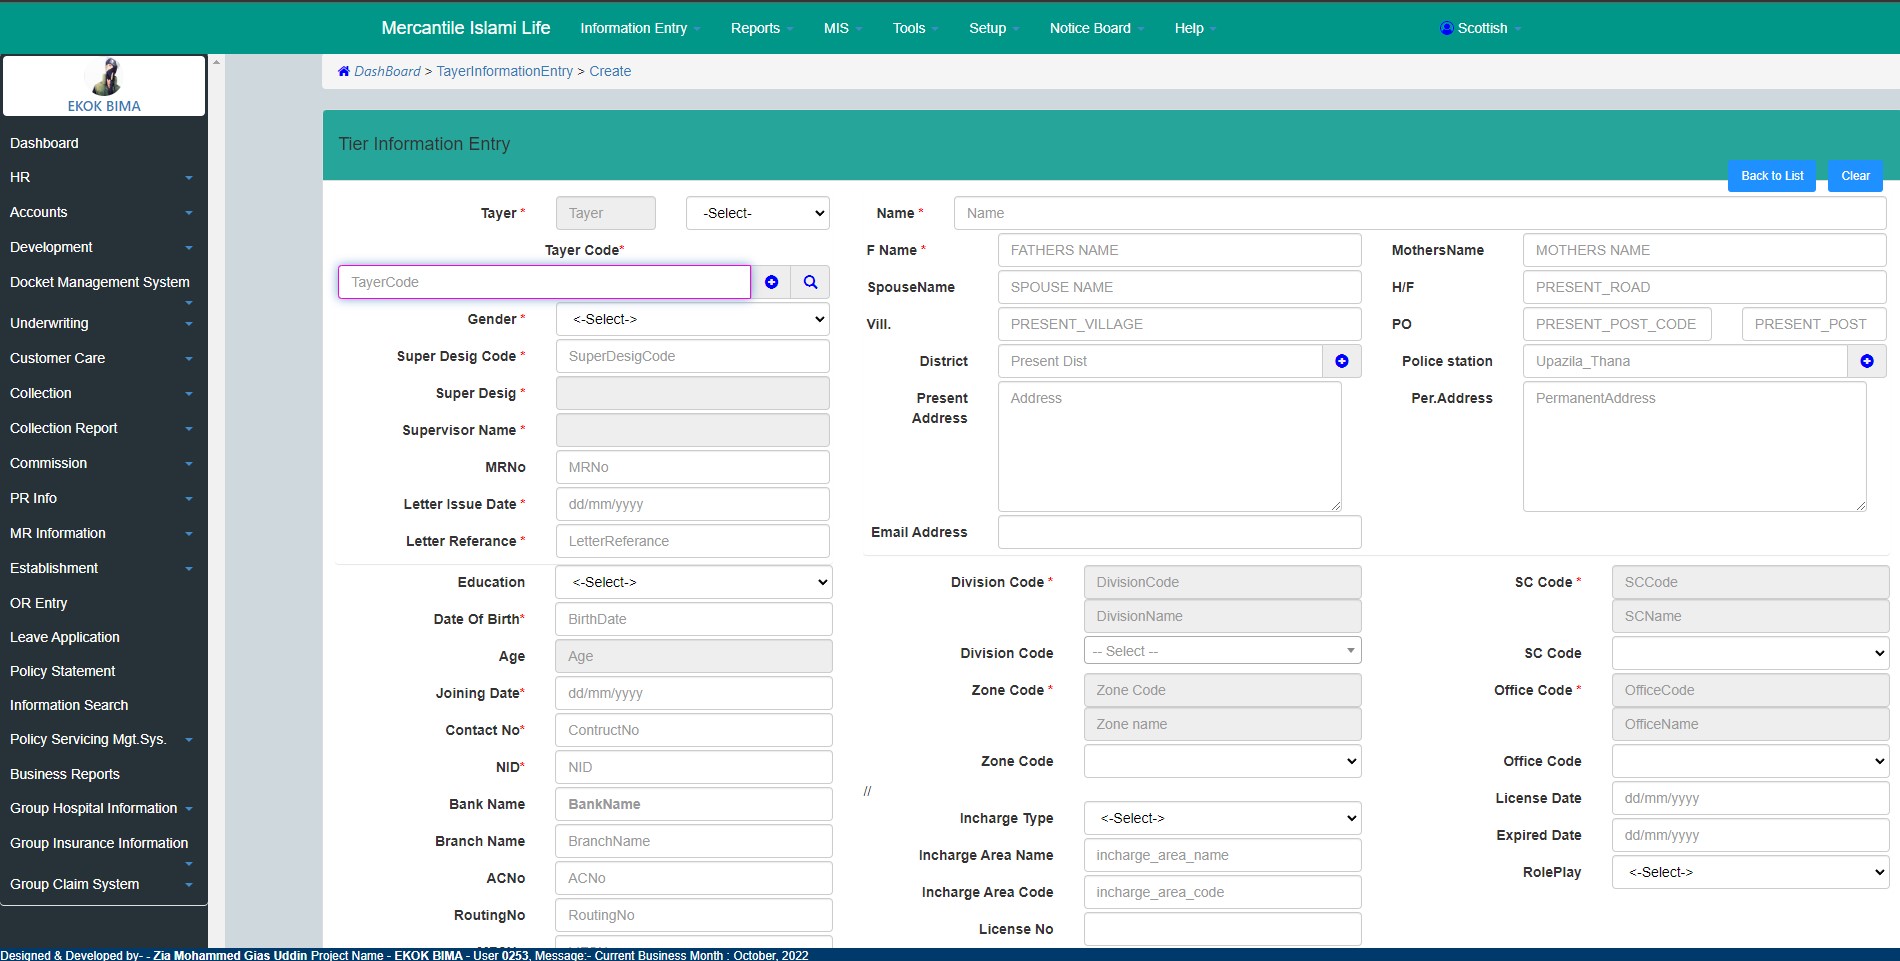 Mercantile Islami Life
Information Entry
Reports
MIS
Tools
Setup
Notice Board
Help
Scottish
EKOK BIMA
Dashboard
HR
Accounts
Development
Docket Management System
Underwriting
Customer Care
Collection
Collection Report
Commission
PR Info
MR Information
Establishment
OR Entry
Leave Application
Policy Statement
Information Search
Policy Servicing Mgt.Sys.
Business Reports
Group Hospital Information
Group Insurance Information
Group Claim System
DashBoard > TayerInformationEntry > Create
Tier Information Entry
Back to List
Clear
Tayer * Tayer -Select-
Tayer Code*
TayerCode
Gender * <-Select->
Super Desig Code * SuperDesigCode
Super Desig *
Supervisor Name *
MRNo MRNo
Letter Issue Date * dd/mm/yyyy
Letter Referance * LetterReferance
Name * Name
F Name * FATHERS NAME MothersName MOTHERS NAME
SpouseName SPOUSE NAME H/F PRESENT_ROAD
Vill. PRESENT_VILLAGE PO PRESENT_POST_CODE PRESENT_POST
District Present Dist Police station Upazila_Thana
Present Address Address Per.Address PermanentAddress
Email Address
Education <-Select->
Date Of Birth* BirthDate
Age Age
Joining Date* dd/mm/yyyy
Contact No* ContructNo
NID* NID
Bank Name BankName
Branch Name BranchName
ACNo ACNo
RoutingNo RoutingNo
Division Code * DivisionCode
DivisionName
Division Code -- Select --
Zone Code * Zone Code
Zone name
Zone Code
//
Incharge Type <-Select->
Incharge Area Name incharge_area_name
Incharge Area Code incharge_area_code
License No
SC Code * SCCode
SCName
SC Code
Office Code * OfficeCode
OfficeName
Office Code
License Date dd/mm/yyyy
Expired Date dd/mm/yyyy
RolePlay <-Select->
Designed & Developed by- - Zia Mohammed Gias Uddin Project Name - EKOK BIMA - User 0253, Message:- Current Business Month : October, 2022